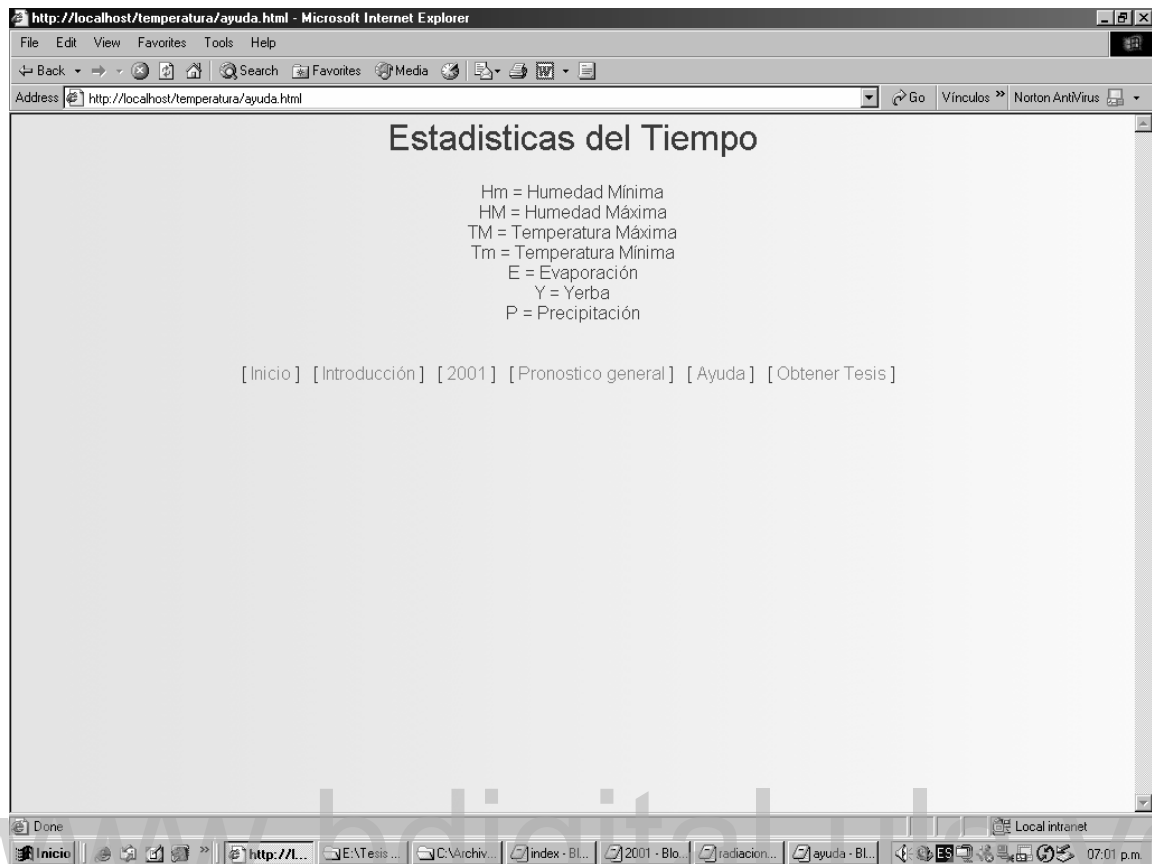 http://localhost/temperatura/ayuda.html - Microsoft Internet Explorer
File Edit View Favorites Tools Help
Back Search Favorites Media
Address http://localhost/temperatura/ayuda.html Go Vínculos » Norton AntiVirus
Estadisticas del Tiempo
Hm = Humedad Mínima
HM = Humedad Máxima
TM = Temperatura Máxima
Tm = Temperatura Mínima
E = Evaporación
Y = Yerba
P = Precipitación
[ Inicio ] [ Introducción ] [ 2001 ] [ Pronostico general ] [ Ayuda ] [ Obtener Tesis ]
Done Local intranet
Inicio » http://l... E:\Tesis ... C:\Archiv... index - Bl... 2001 - Blo... radiacion... ayuda - Bl... ES 07:01 p.m.